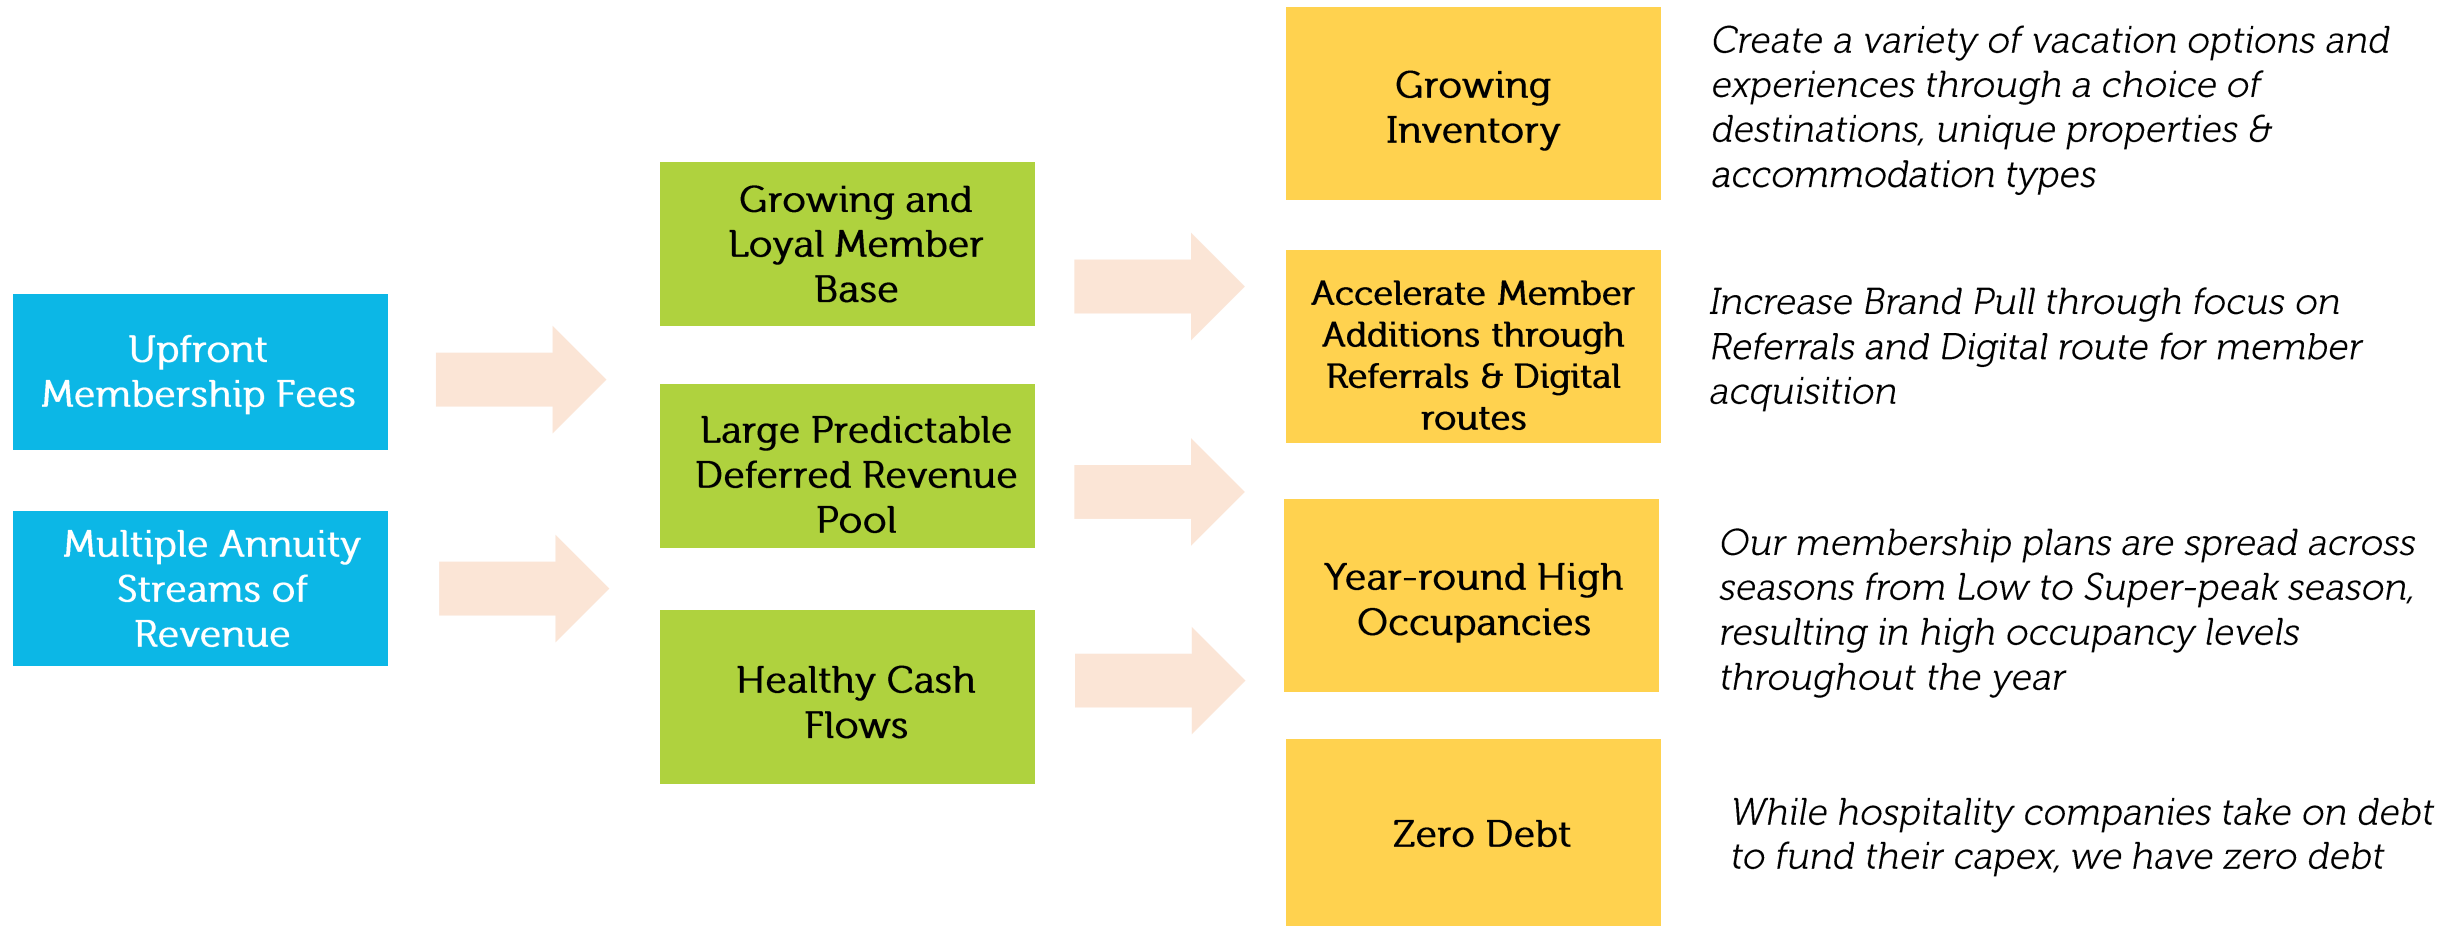 Upfront
Membership Fees
Multiple Annuity
Streams of
Revenue
Growing and
Loyal Member
Base
Large Predictable
Deferred Revenue
Pool
Healthy Cash
Flows
Growing
Inventory
Create a variety of vacation options and
experiences through a choice of
destinations, unique properties &
accommodation types
Accelerate Member
Additions through
Referrals & Digital
routes
Increase Brand Pull through focus on
Referrals and Digital route for member
acquisition
Year-round High
Occupancies
Our membership plans are spread across
seasons from Low to Super-peak season,
resulting in high occupancy levels
throughout the year
Zero Debt
While hospitality companies take on debt
to fund their capex, we have zero debt